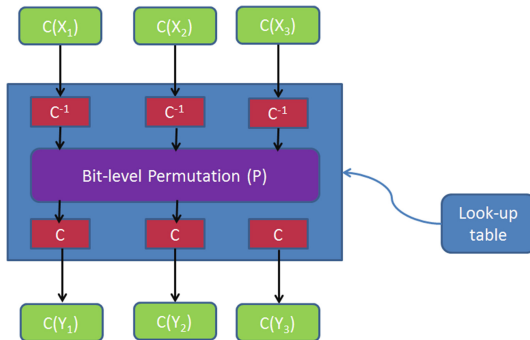 C(X₁) C(X₂) C(X₃)
C⁻¹ C⁻¹ C⁻¹
Bit-level Permutation (P)
Look-up
table
C C C
C(Y₁) C(Y₂) C(Y₃)